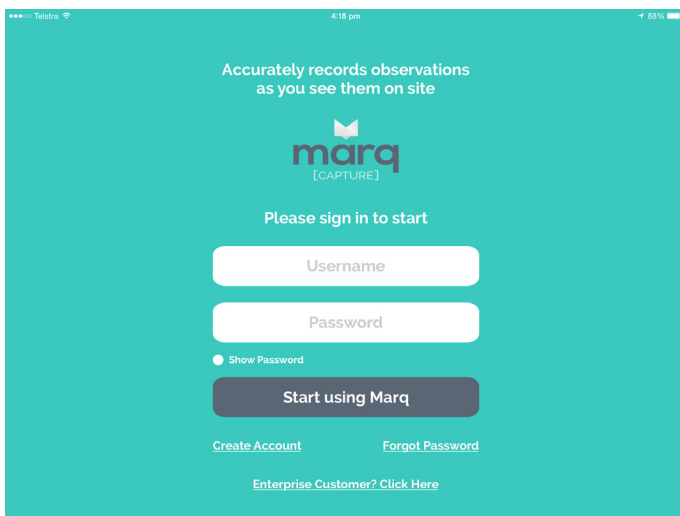 Telstra
4:18 pm
88%
Accurately records observations
as you see them on site
marq
[CAPTURE]
Please sign in to start
Username
Password
Show Password
Start using Marq
Create Account
Forgot Password
Enterprise Customer? Click Here